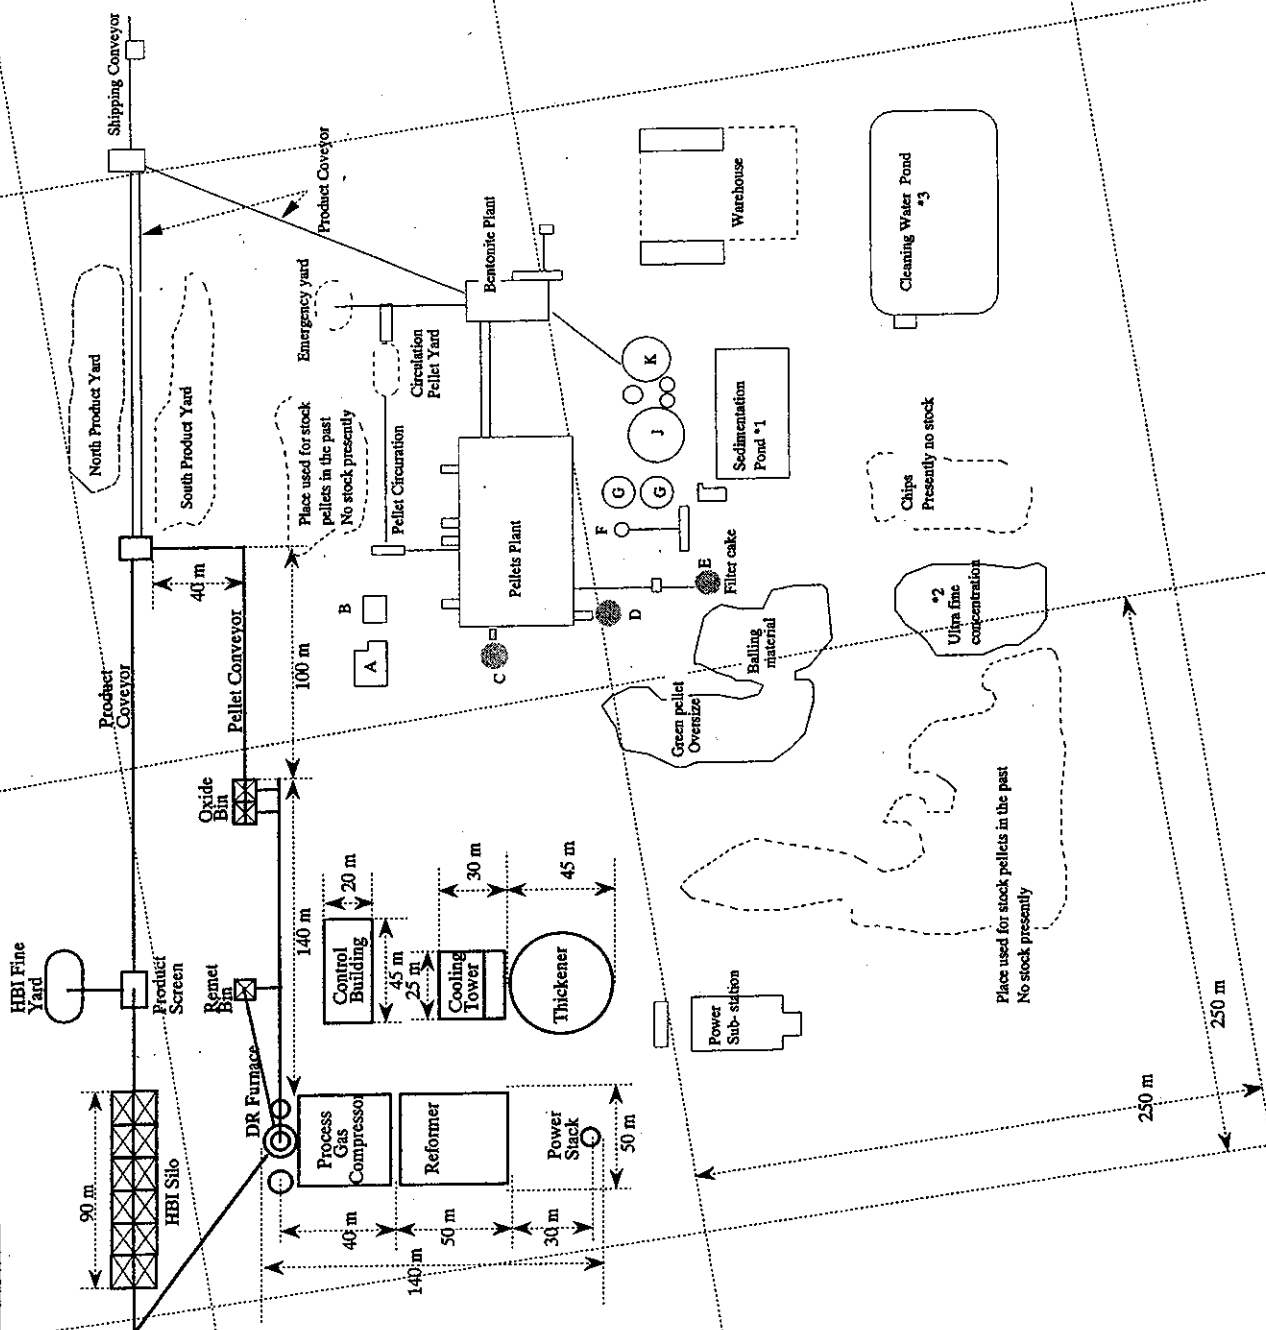 Shipping Conveyor
Product Coveyor
North Product Yard
South Product Yard
Emergency yard
Bentonite Plant
Warehouse
Cleaning Water Pond
*3
Circulation
Pellet Yard
Place used for stock
pellets in the past
No stock presently
Pellet Circuration
K
J
G
G
F
Sedimentation
Pond *1
Chips
Presently no stock
Pellets Plant
40 m
100 m
B
A
C
D
E
Filter cake
Product
Coveyor
Pellet Conveyor
Balling
material
Green pellet
Oversize
*2
Ultra fine
concentration
Oxide
Bin
HBI Fine
Yard
Product
Screen
Remet
Bin
140 m
20 m
Control
Building
45 m
25 m
30 m
45 m
Cooling
Tower
Thickener
Power
Sub- station
Place used for stock pellets in the past
No stock presently
250 m
250 m
90 m
HBI Silo
DR Furnace
Process
Gas
Compressor
Reformer
Power
Stack
50 m
40 m
50 m
30 m
140 m